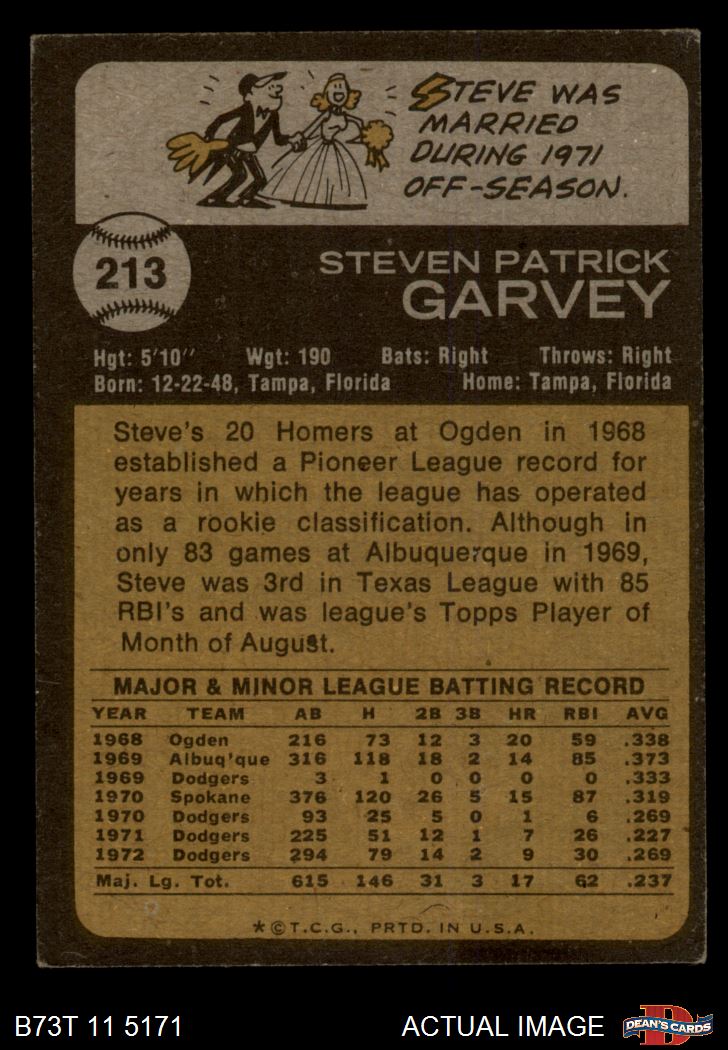 STEVE WAS
MARRIED
DURING 1971
OFF-SEASON.
213
STEVEN PATRICK
GARVEY
Hgt: 5'10" Wgt: 190 Bats: Right Throws: Right
Born: 12-22-48, Tampa, Florida Home: Tampa, Florida
Steve's 20 Homers at Ogden in 1968
established a Pioneer League record for
years in which the league has operated
as a rookie classification. Although in
only 83 games at Albuquerque in 1969,
Steve was 3rd in Texas League with 85
RBI's and was league's Topps Player of
Month of August.
MAJOR & MINOR LEAGUE BATTING RECORD
YEAR TEAM AB H 2B 3B HR RBI AVG
1968 Ogden 216 73 12 3 20 59 .338
1969 Albuq'que 316 118 18 2 14 85 .373
1969 Dodgers 3 1 0 0 0 0 .333
1970 Spokane 376 120 26 5 15 87 .319
1970 Dodgers 93 25 5 0 1 6 .269
1971 Dodgers 225 51 12 1 7 26 .227
1972 Dodgers 294 79 14 2 9 30 .269
Maj. Lg. Tot. 615 146 31 3 17 62 .237
*©T.C.G., PRTD. IN U.S.A.
B73T 11 5171 ACTUAL IMAGE D DEAN'S CARDS